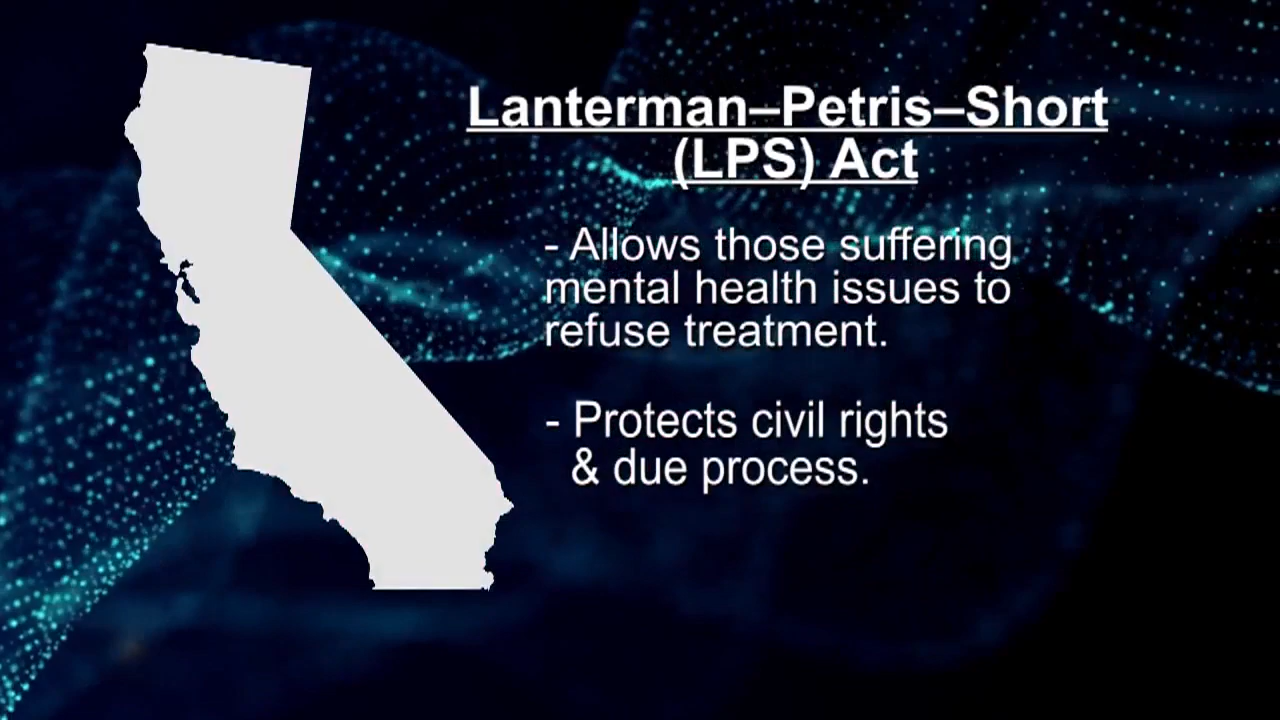 Lanterman–Petris–Short
(LPS) Act
- Allows those suffering
mental health issues to
refuse treatment.
- Protects civil rights
& due process.